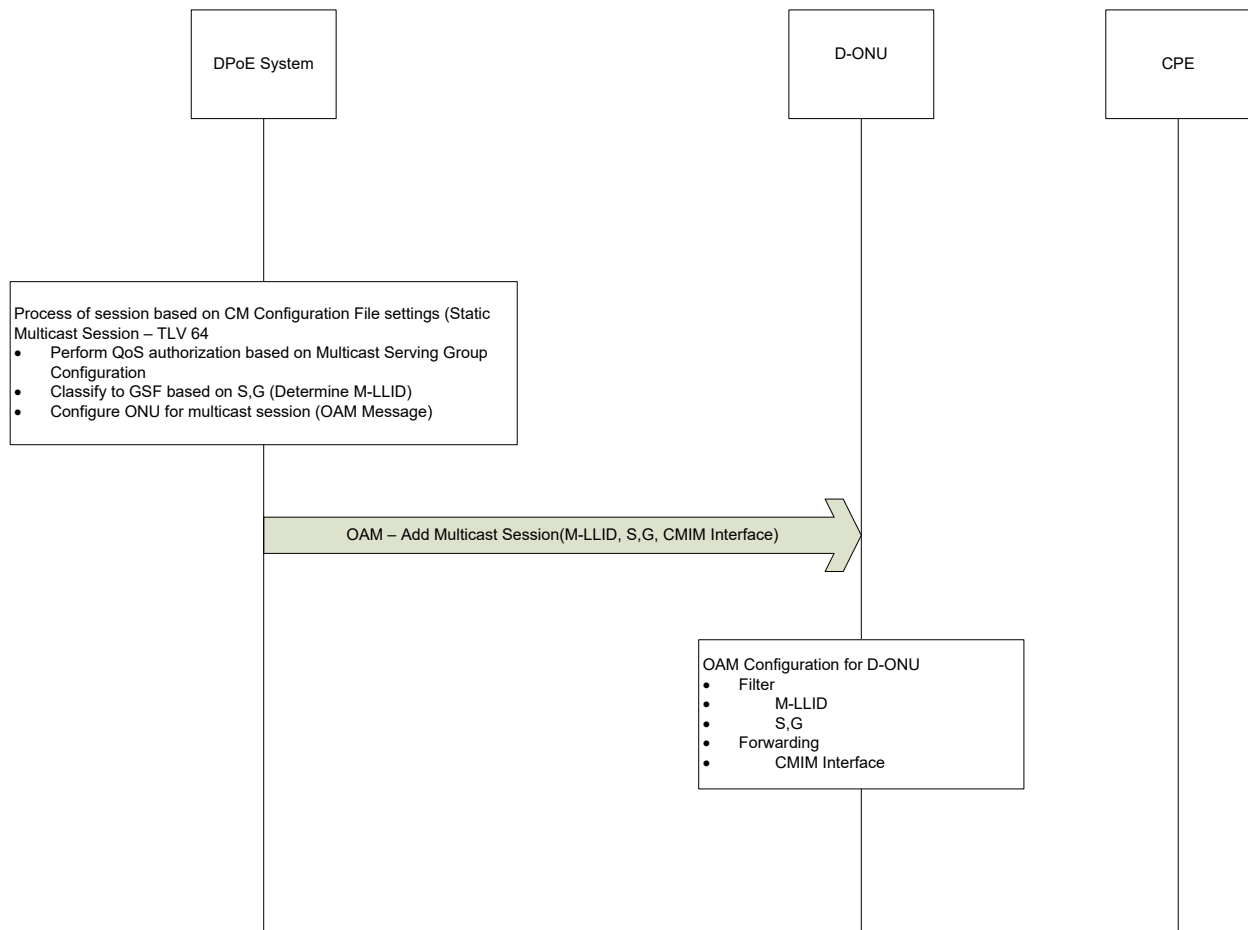 DPoE System
D-ONU
CPE
Process of session based on CM Configuration File settings (Static
Multicast Session – TLV 64
• Perform QoS authorization based on Multicast Serving Group
Configuration
• Classify to GSF based on S,G (Determine M-LLID)
• Configure ONU for multicast session (OAM Message)
OAM – Add Multicast Session(M-LLID, S,G, CMIM Interface)
OAM Configuration for D-ONU
• Filter
• M-LLID
• S,G
• Forwarding
• CMIM Interface